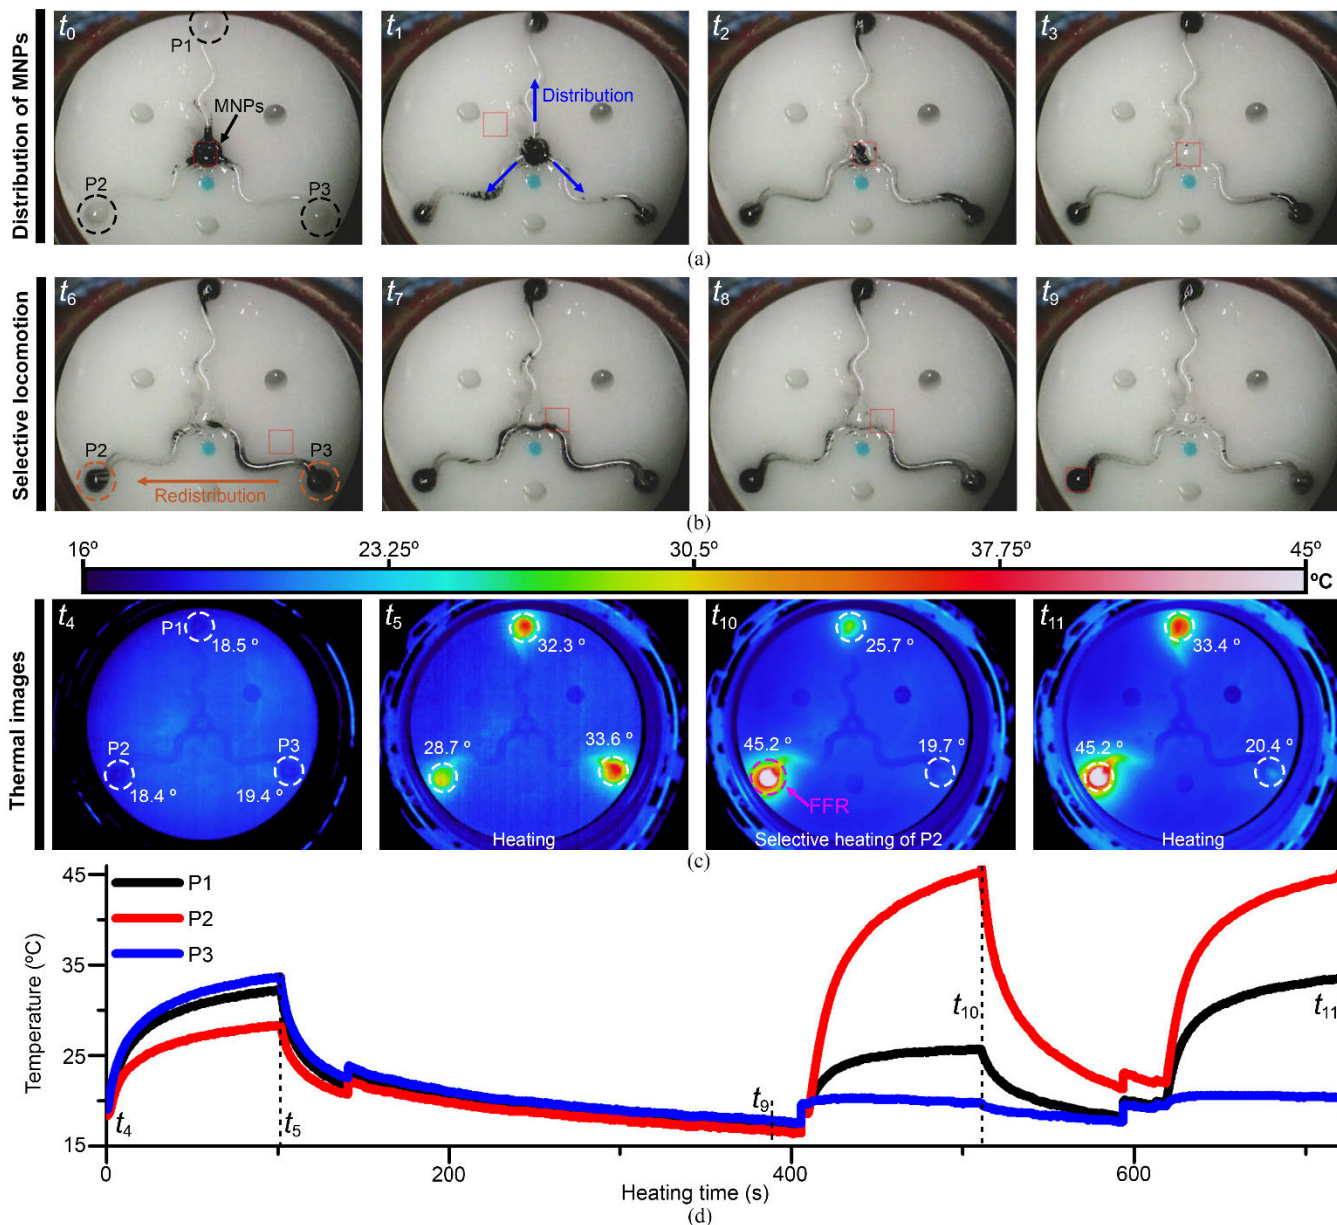 Distribution of MNPs
t0
P1
MNPs
P2
P3
t1
Distribution
t2
t3
(a)
Selective locomotion
t6
P2
P3
Redistribution
t7
t8
t9
(b)
16º
23.25º
30.5º
37.75º
45º
ºC
Thermal images
t4
P1
18.5 º
P2
18.4 º
P3
19.4 º
t5
32.3 º
28.7 º
33.6 º
Heating
t10
25.7 º
45.2 º
19.7 º
FFR
Selective heating of P2
t11
33.4 º
45.2 º
20.4 º
Heating
(c)
Temperature (ºC)
45
35
25
15
P1
P2
P3
t4
t5
t9
t10
t11
0
200
400
600
Heating time (s)
(d)